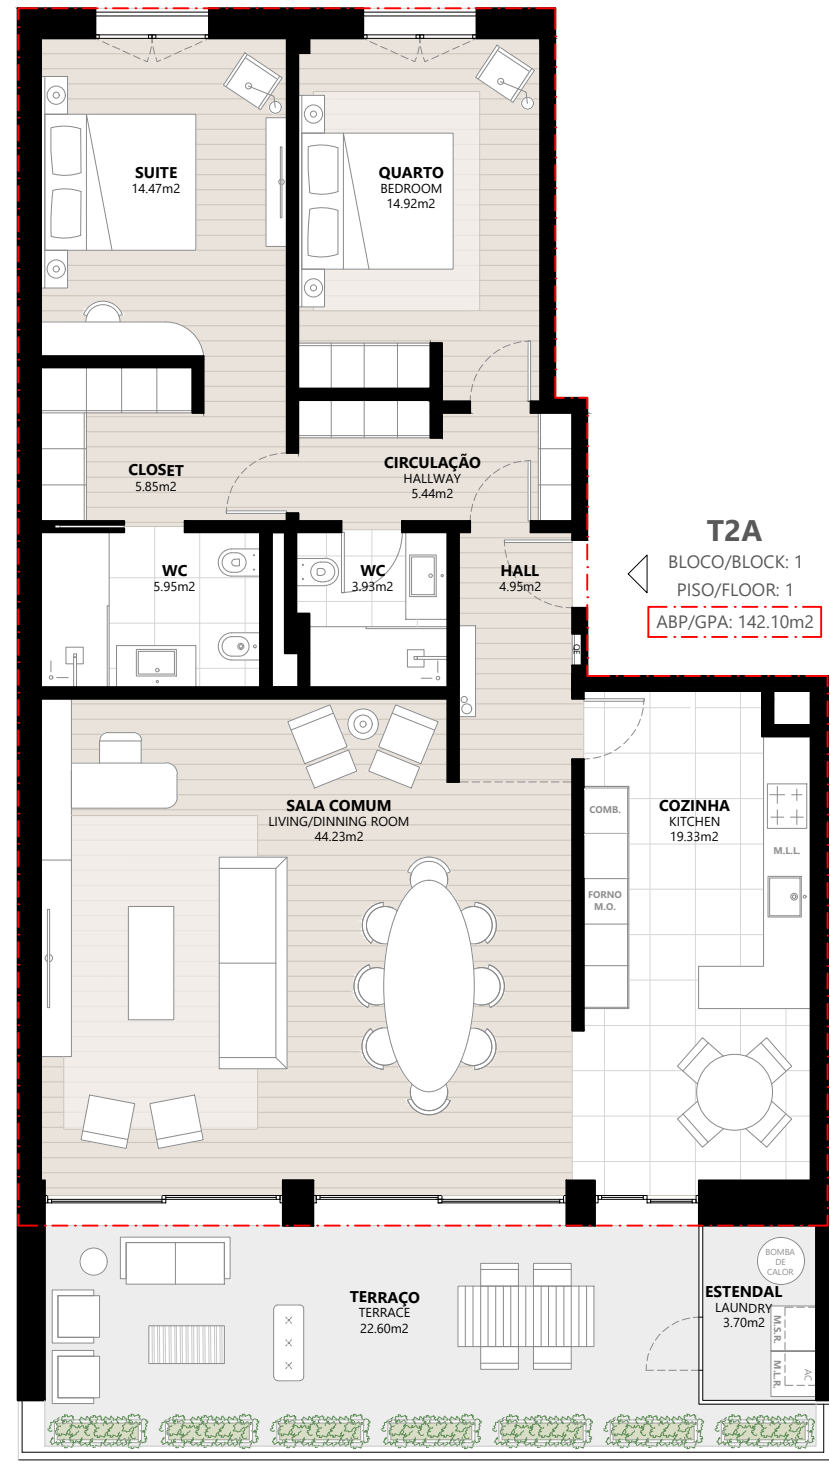 SUITE
14.47m2
QUARTO
BEDROOM
14.92m2
CLOSET
5.85m2
CIRCULAÇÃO
HALLWAY
5.44m2
T2A
BLOCO/BLOCK: 1
PISO/FLOOR: 1
ABP/GPA: 142.10m2
WC
5.95m2
WC
3.93m2
HALL
4.95m2
QE
SALA COMUM
LIVING/DINNING ROOM
44.23m2
COMB.
COZINHA
KITCHEN
19.33m2
M.L.L
FORNO
M.O.
TERRAÇO
TERRACE
22.60m2
BOMBA
DE
CALOR
ESTENDAL
LAUNDRY
3.70m2
M.S.R.
M.L.R.
AC